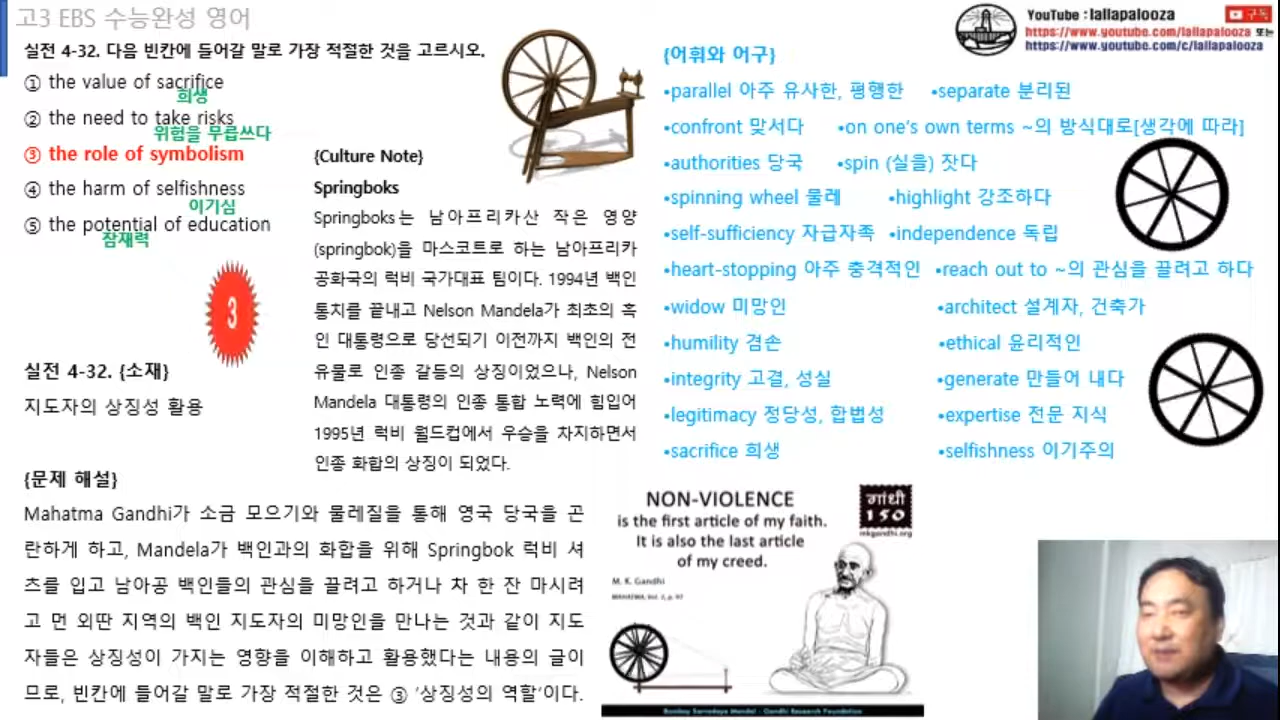 고3 EBS 수능완성 영어
실전 4-32. 다음 빈칸에 들어갈 말로 가장 적절한 것을 고르시오.
① the value of sacrifice
희생
② the need to take risks
위험을 무릅쓰다
③ the role of symbolism
④ the harm of selfishness
이기심
⑤ the potential of education
잠재력
3
실전 4-32. {소재}
지도자의 상징성 활용
{Culture Note}
Springboks
Springboks는 남아프리카산 작은 영양
(springbok)을 마스코트로 하는 남아프리카
공화국의 럭비 국가대표 팀이다. 1994년 백인
통치를 끝내고 Nelson Mandela가 최초의 흑
인 대통령으로 당선되기 이전까지 백인의 전
유물로 인종 갈등의 상징이었으나, Nelson
Mandela 대통령의 인종 통합 노력에 힘입어
1995년 럭비 월드컵에서 우승을 차지하면서
인종 화합의 상징이 되었다.
{문제 해설}
Mahatma Gandhi가 소금 모으기와 물레질을 통해 영국 당국을 곤
란하게 하고, Mandela가 백인과의 화합을 위해 Springbok 럭비 셔
츠를 입고 남아공 백인들의 관심을 끌려고 하거나 차 한 잔 마시려
고 먼 외딴 지역의 백인 지도자의 미망인을 만나는 것과 같이 지도
자들은 상징성이 가지는 영향을 이해하고 활용했다는 내용의 글이
므로, 빈칸에 들어갈 말로 가장 적절한 것은 ③ ‘상징성의 역할’이다.
YouTube : lallapalooza
구독
https://www.youtube.com/lallapalooza 또는
https://www.youtube.com/c/lallapalooza
{어휘와 어구}
•parallel 아주 유사한, 평행한 •separate 분리된
•confront 맞서다 •on one's own terms ~의 방식대로[생각에 따라]
•authorities 당국 •spin (실을) 잣다
•spinning wheel 물레 •highlight 강조하다
•self-sufficiency 자급자족 •independence 독립
•heart-stopping 아주 충격적인 •reach out to ~의 관심을 끌려고 하다
•widow 미망인 •architect 설계자, 건축가
•humility 겸손 •ethical 윤리적인
•integrity 고결, 성실 •generate 만들어 내다
•legitimacy 정당성, 합법성 •expertise 전문 지식
•sacrifice 희생 •selfishness 이기주의
NON-VIOLENCE
is the first article of my faith.
It is also the last article
of my creed.
M. K. Gandhi
MAHATMA, Vol. 2, p. 97
गांधी
150
mkgandhi.org
Bombay Sarvodaya Mandal - Gandhi Research Foundation